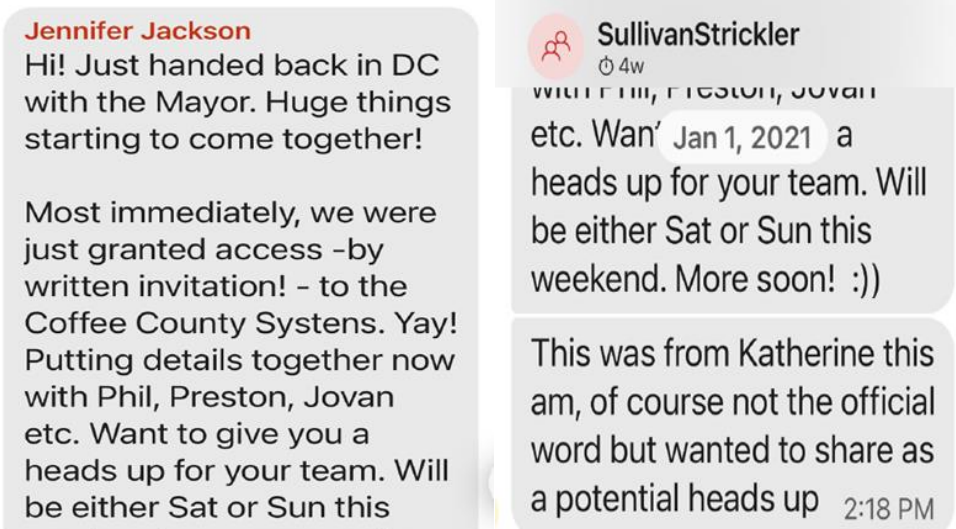 Jennifer Jackson
Hi! Just handed back in DC
with the Mayor. Huge things
starting to come together!
Most immediately, we were
just granted access -by
written invitation! - to the
Coffee County Systens. Yay!
Putting details together now
with Phil, Preston, Jovan
etc. Want to give you a
heads up for your team. Will
be either Sat or Sun this
SullivanStrickler
4w
with Phil, Preston, Jovan
etc. Wan
Jan 1, 2021
a
heads up for your team. Will
be either Sat or Sun this
weekend. More soon! :))
This was from Katherine this
am, of course not the official
word but wanted to share as
a potential heads up 2:18 PM